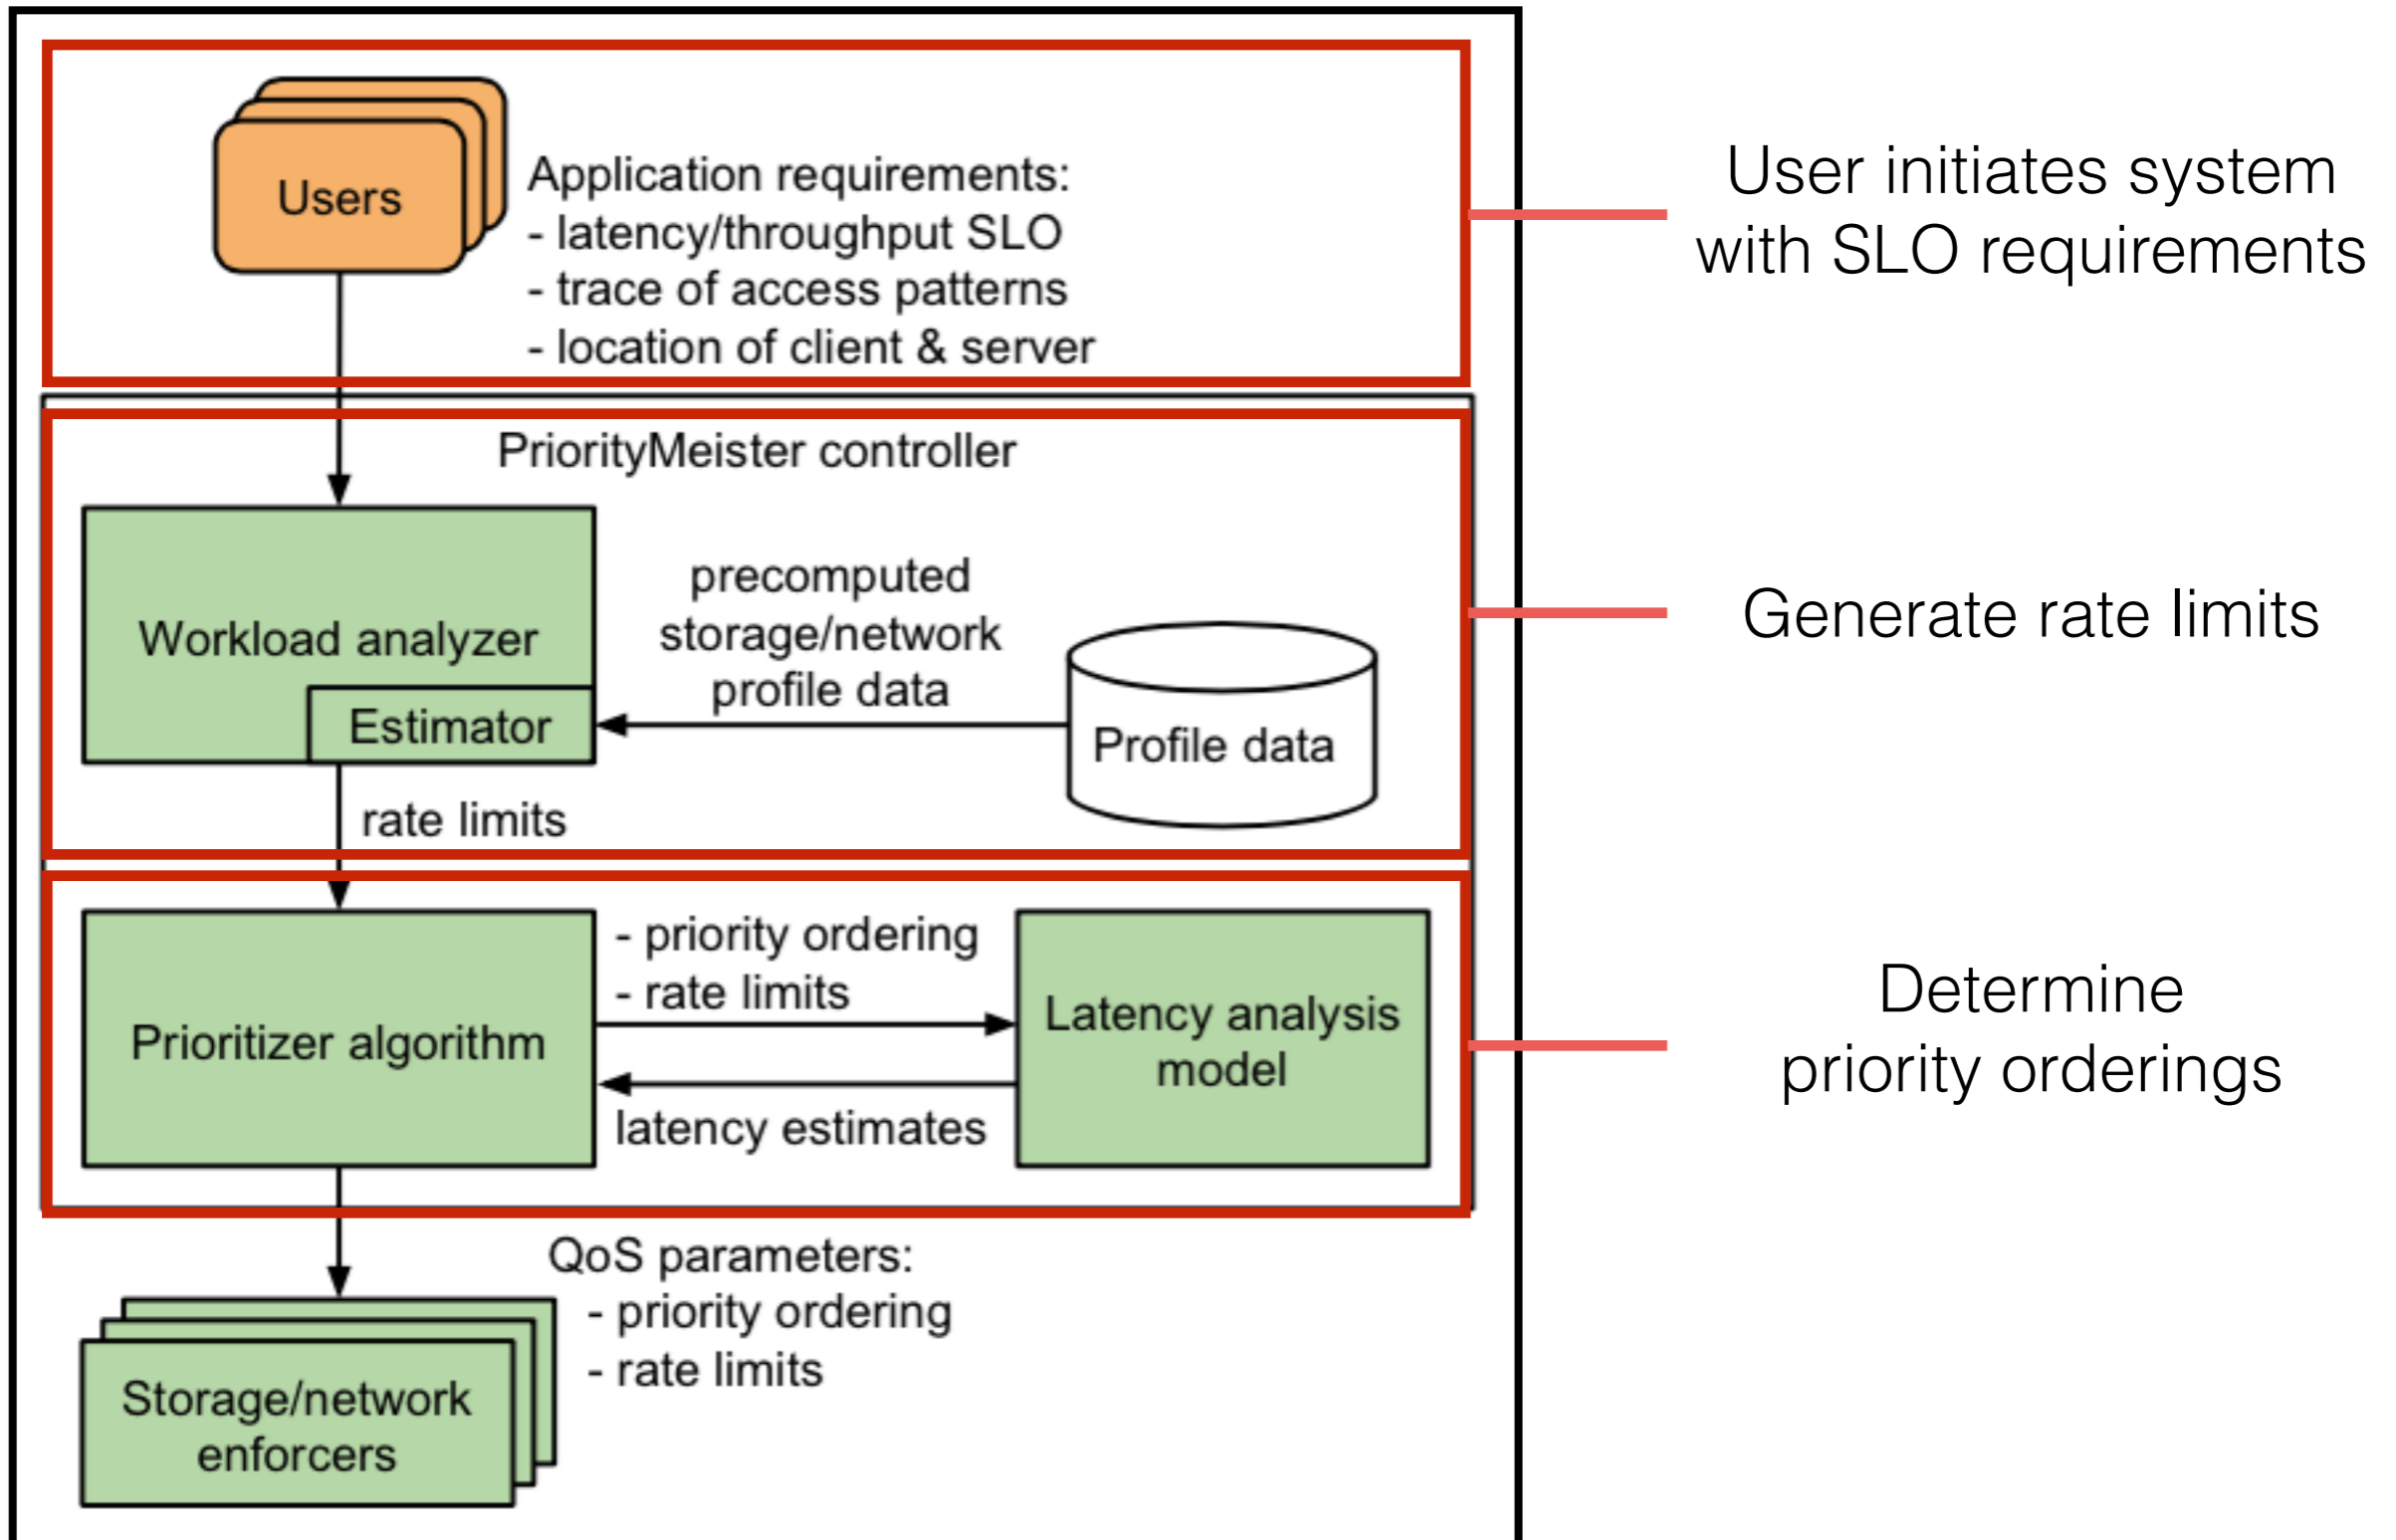 Users
Application requirements:
- latency/throughput SLO
- trace of access patterns
- location of client & server
User initiates system
with SLO requirements
PriorityMeister controller
Workload analyzer
Estimator
precomputed
storage/network
profile data
Profile data
rate limits
Generate rate limits
Prioritizer algorithm
- priority ordering
- rate limits
latency estimates
Latency analysis
model
Determine
priority orderings
QoS parameters:
- priority ordering
- rate limits
Storage/network
enforcers